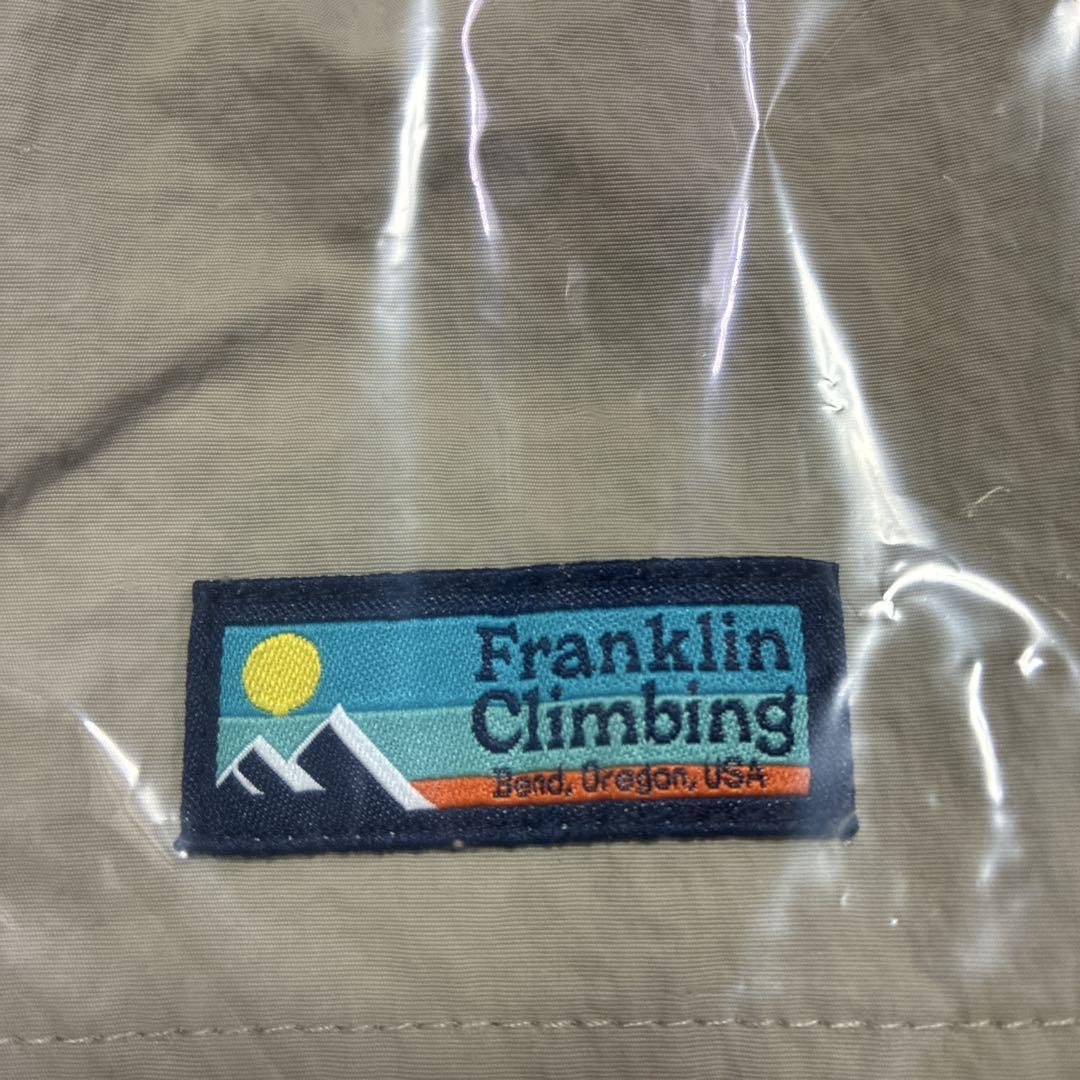 Franklin
Climbing
Bend, Oregon, USA